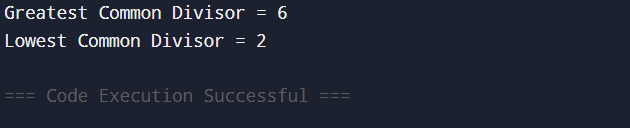 Greatest Common Divisor = 6
Lowest Common Divisor = 2
=== Code Execution Successful ===